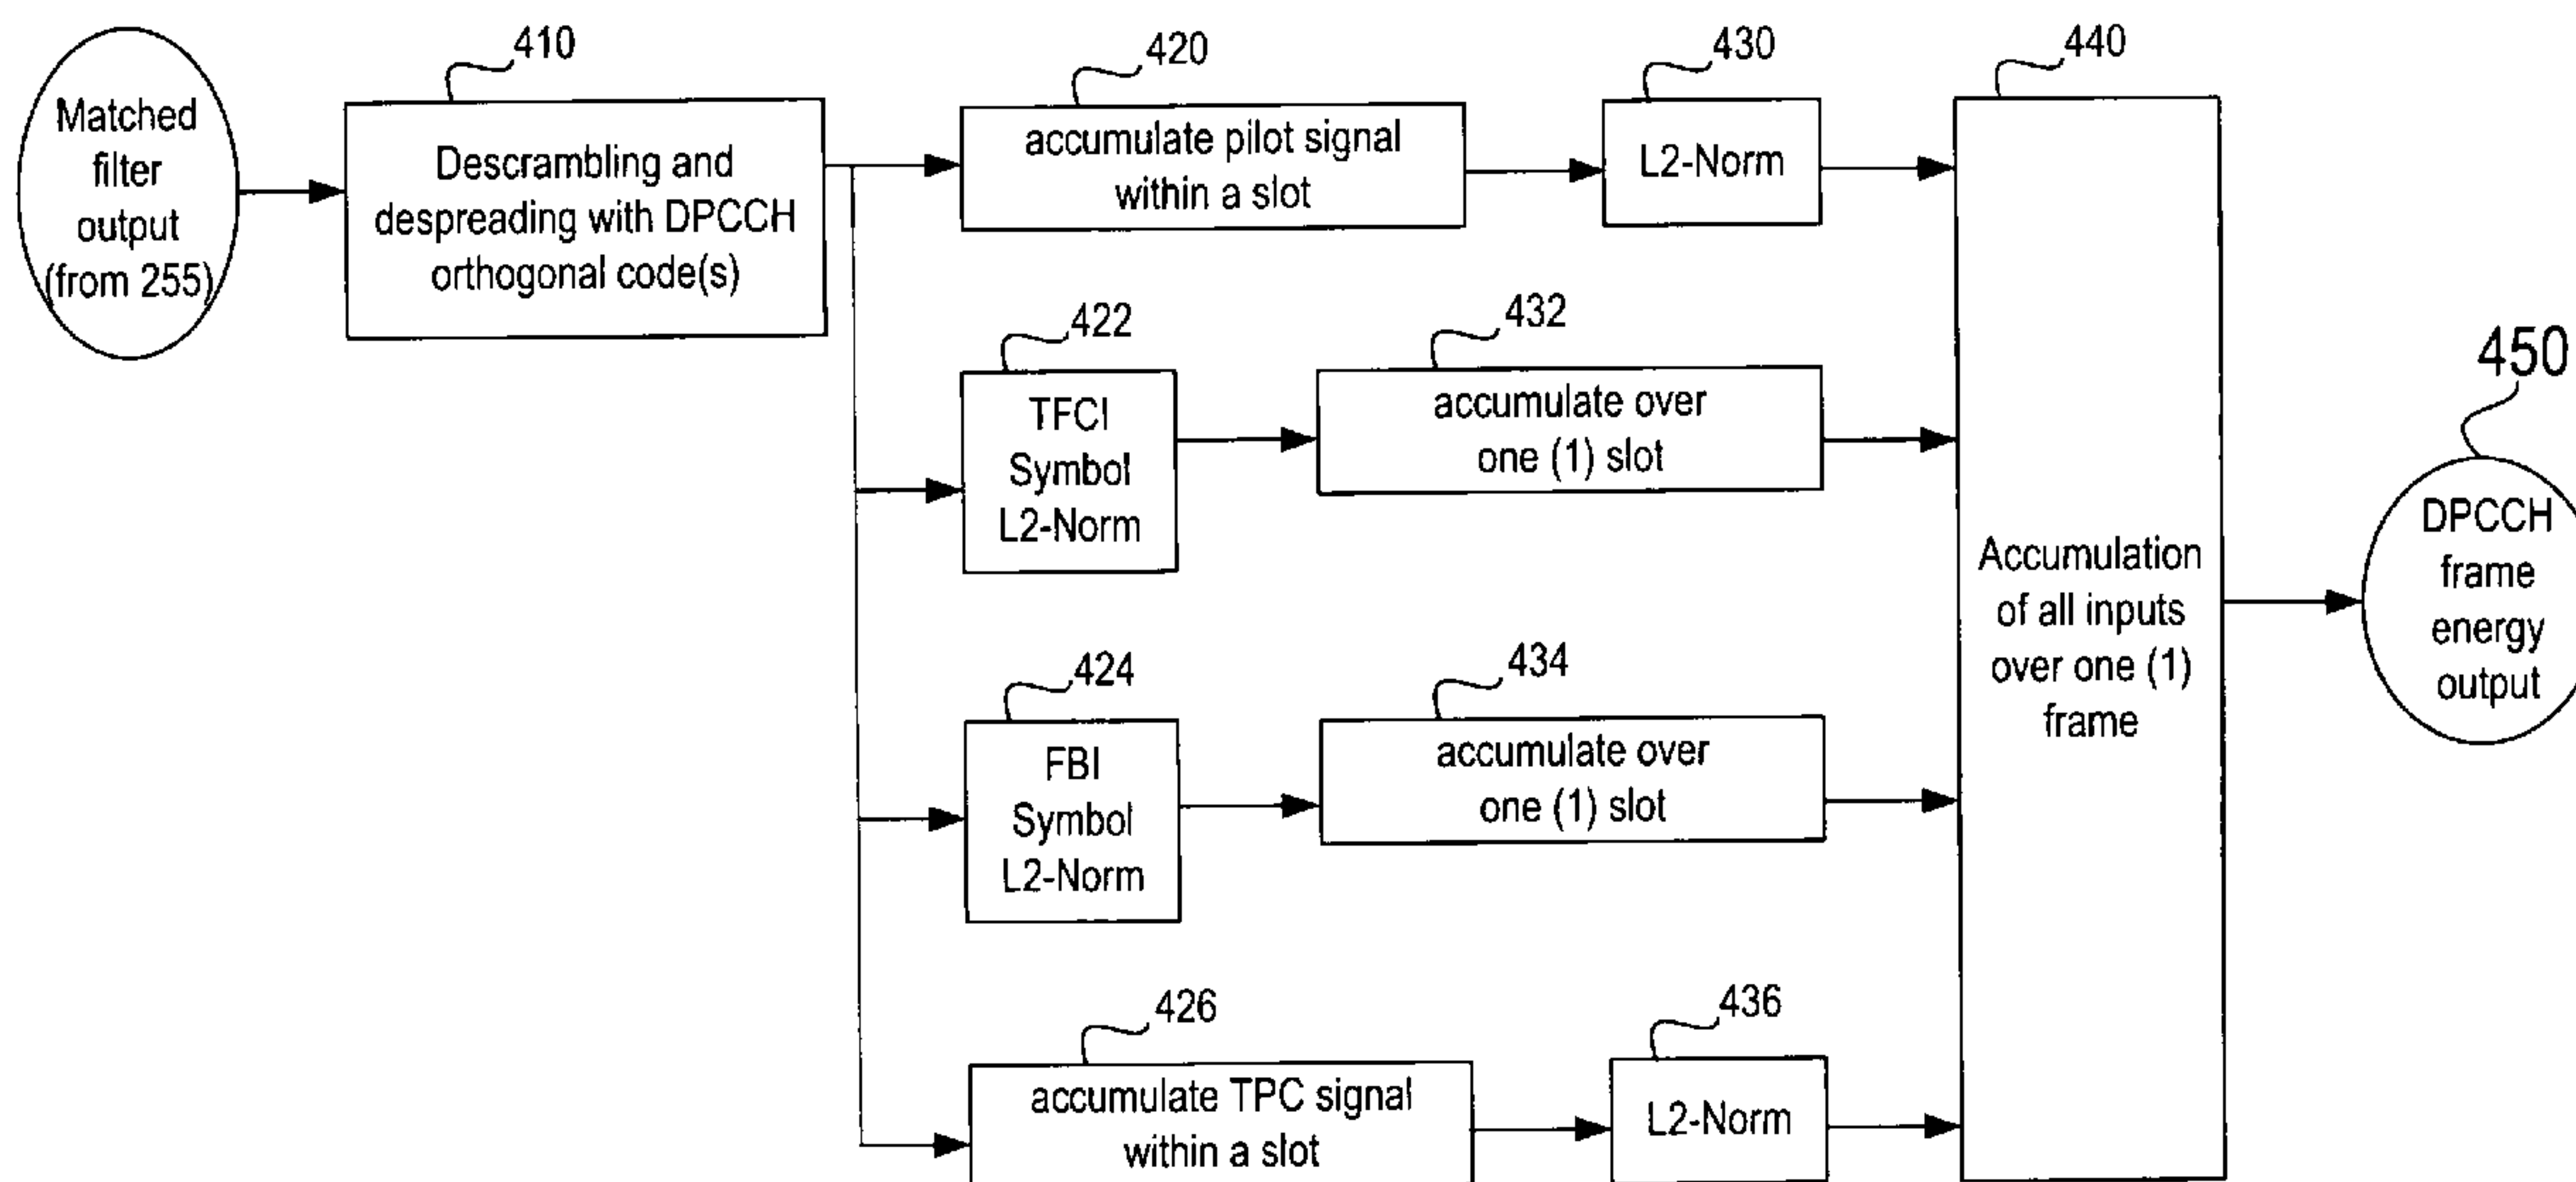 410
420
430
440
Matched
filter
output
(from 255)
Descrambling and
despreading with DPCCH
orthogonal code(s)
accumulate pilot signal
within a slot
L2-Norm
422
432
TFCI
Symbol
L2-Norm
accumulate over
one (1) slot
450
DPCCH
frame
energy
output
Accumulation
of all inputs
over one (1)
frame
424
434
FBI
Symbol
L2-Norm
accumulate over
one (1) slot
426
436
accumulate TPC signal
within a slot
L2-Norm